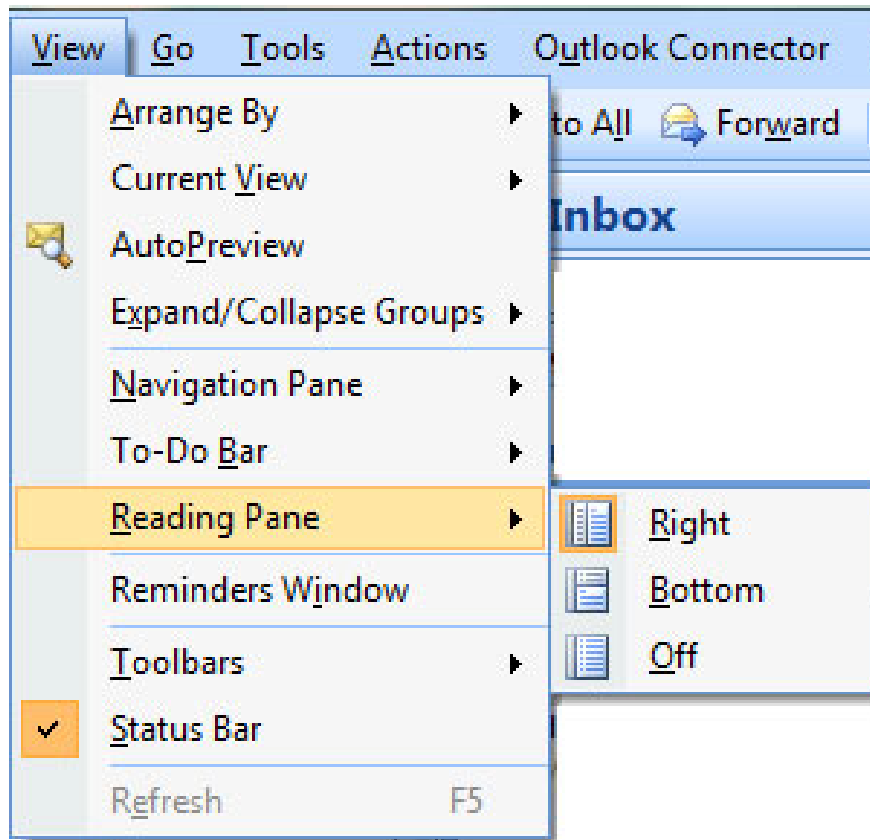 View Go Tools Actions Outlook Connector
to All Forward
Inbox
Arrange By
Current View
AutoPreview
Expand/Collapse Groups
Navigation Pane
To-Do Bar
Reading Pane
Right
Bottom
Off
Reminders Window
Toolbars
Status Bar
Refresh F5